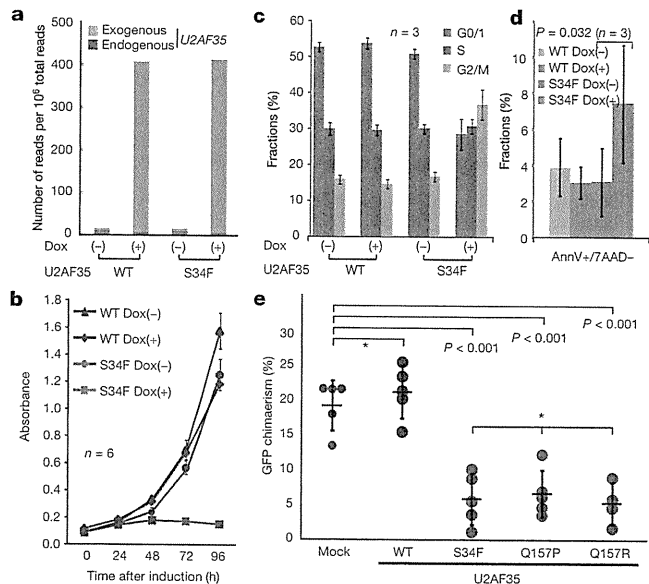 a
500
400
300
200
100
0
Number of reads per 10⁶ total reads
Exogenous
Endogenous
U2AF35
Dox (–) (+) (–) (+)
U2AF35 WT S34F
b
WT Dox(–)
WT Dox(+)
S34F Dox(–)
S34F Dox(+)
1.8
1.6
1.4
1.2
1.0
0.8
0.6
0.4
0.2
0
Absorbance
n = 6
0 24 48 72 96
Time after induction (h)
c
60
50
40
30
20
10
0
Fractions (%)
n = 3
G0/1
S
G2/M
Dox (–) (+) (–) (+)
U2AF35 WT S34F
d
P = 0.032 (n = 3)
WT Dox(–)
WT Dox(+)
S34F Dox(–)
S34F Dox(+)
10
8
6
4
2
0
Fractions (%)
AnnV+/7AAD–
e
30
25
20
15
10
5
0
GFP chimaerism (%)
*
P < 0.001
P < 0.001
P < 0.001
*
Mock WT S34F Q157P Q157R
U2AF35